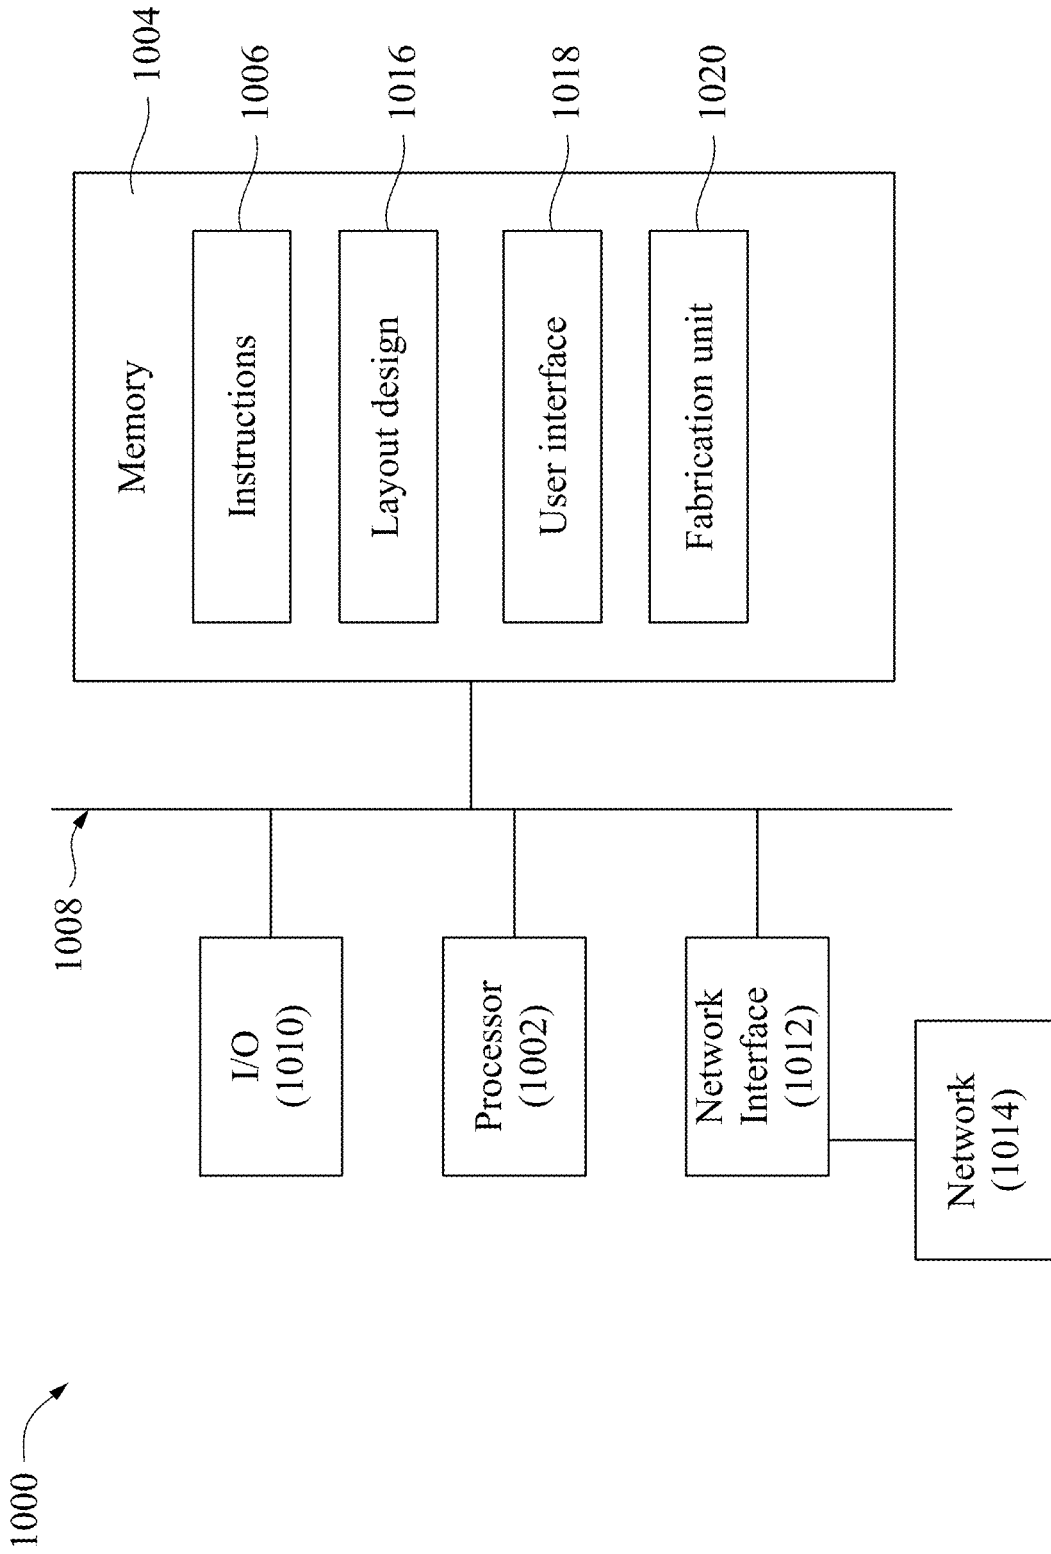 1000
1008
I/O
(1010)
Processor
(1002)
Network
Interface
(1012)
Network
(1014)
Memory
1004
Instructions
1006
Layout design
1016
User interface
1018
Fabrication unit
1020